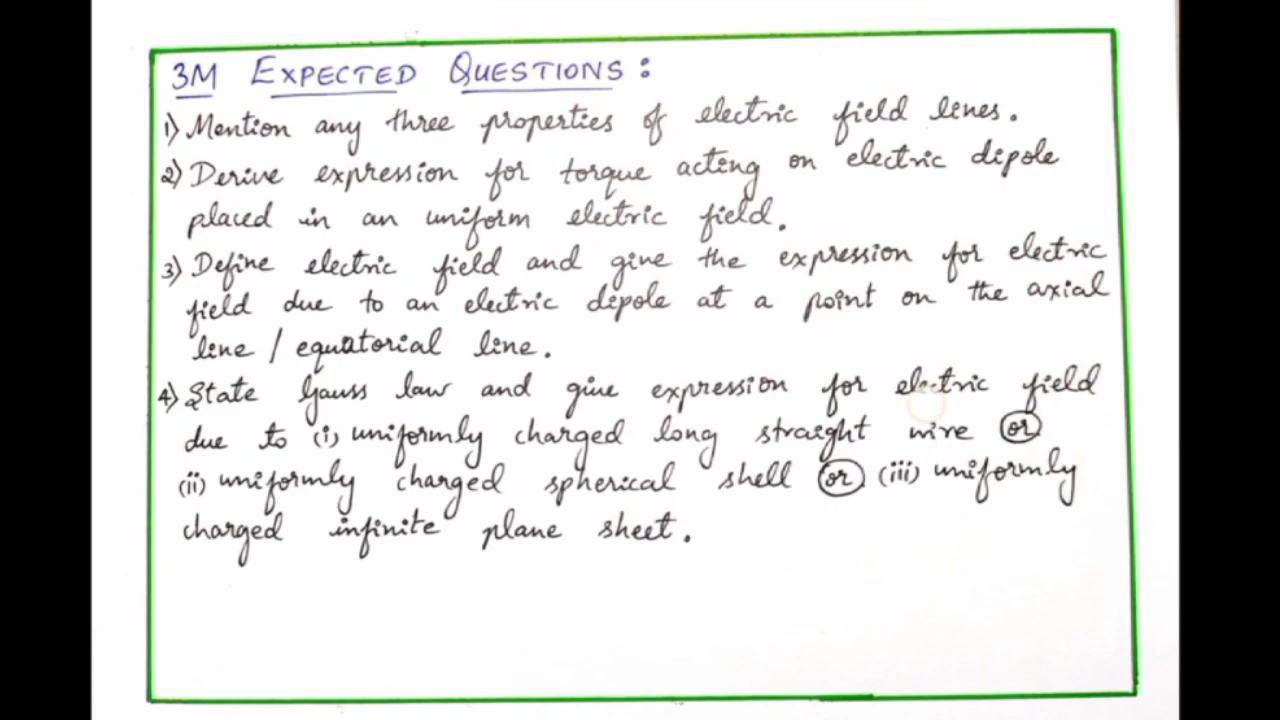 3M EXPECTED QUESTIONS :
1) Mention any three properties of electric field lines.
2) Derive expression for torque acting on electric dipole
placed in an uniform electric field.
3) Define electric field and give the expression for electric
field due to an electric dipole at a point on the axial
line / equatorial line.
4) State Gauss law and give expression for electric field
due to (i) uniformly charged long straight wire or
(ii) uniformly charged spherical shell or (iii) uniformly
charged infinite plane sheet.